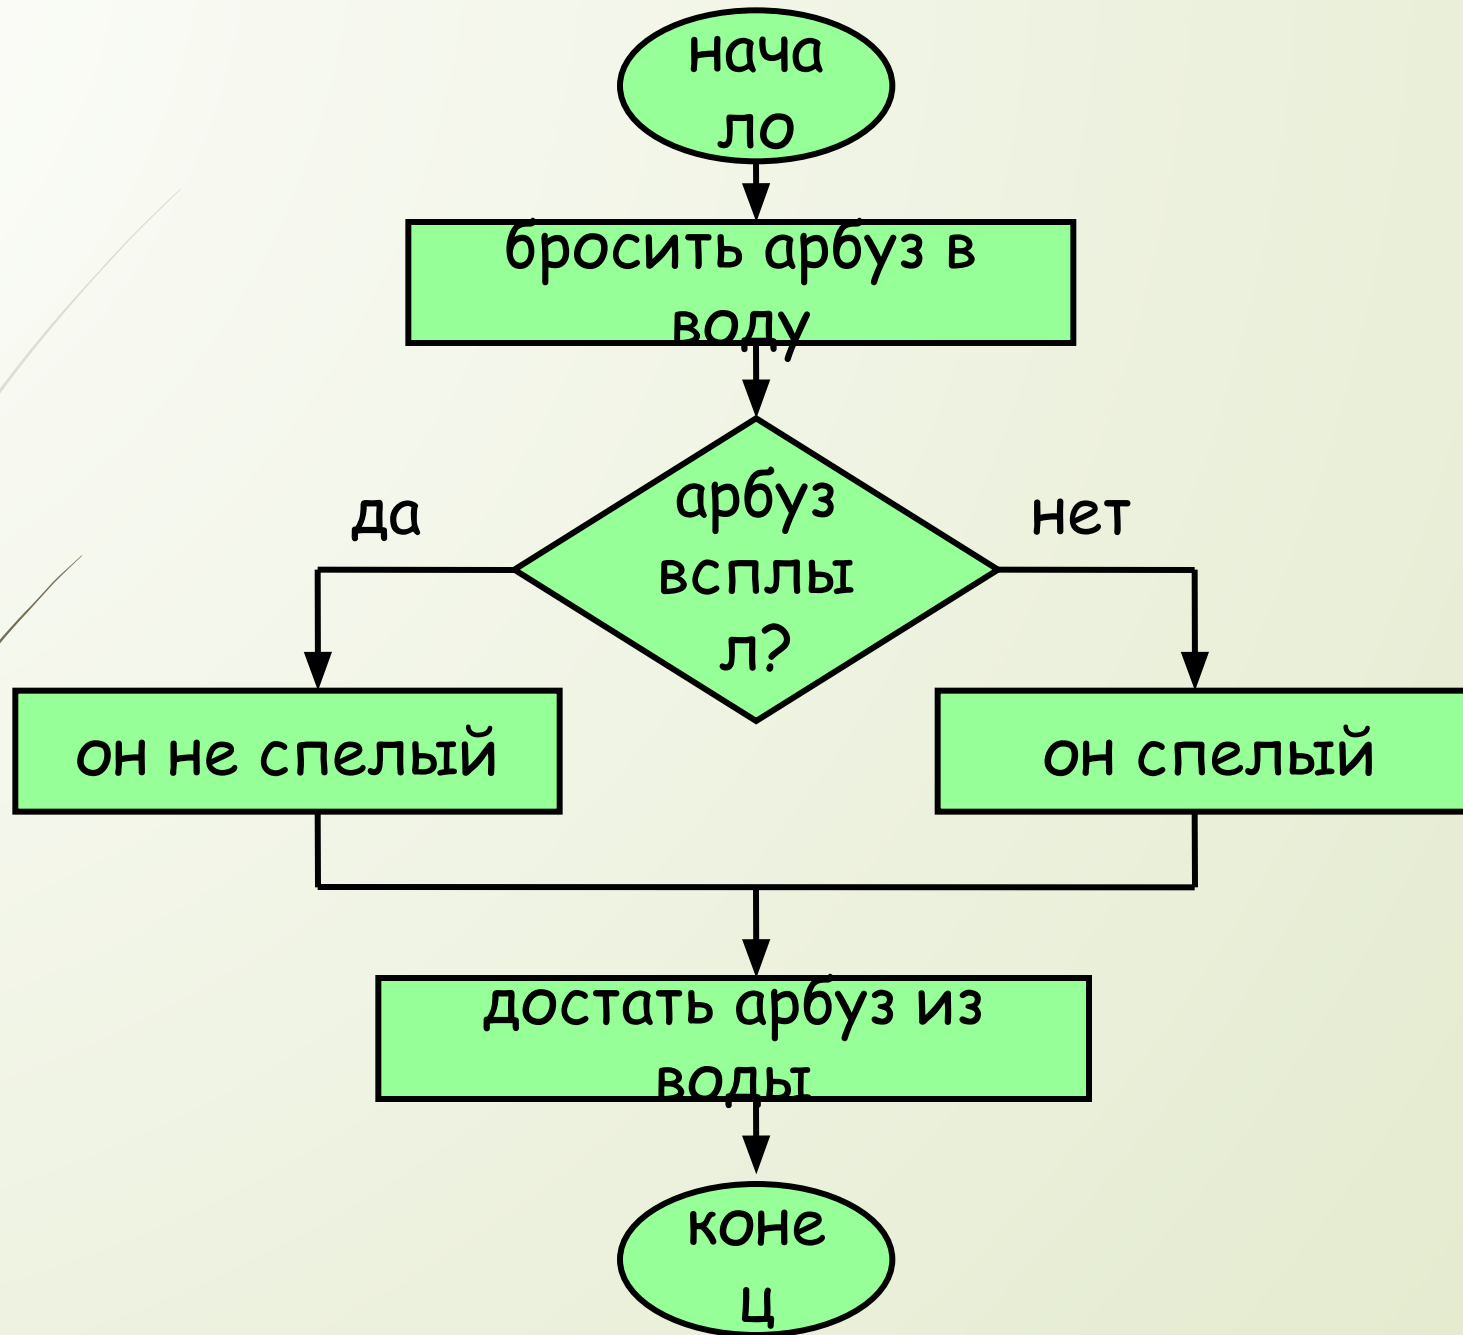 нача
ло
бросить арбуз в
воду
арбуз
всплы
л?
да
нет
он не спелый
он спелый
достать арбуз из
воды
коне
ц